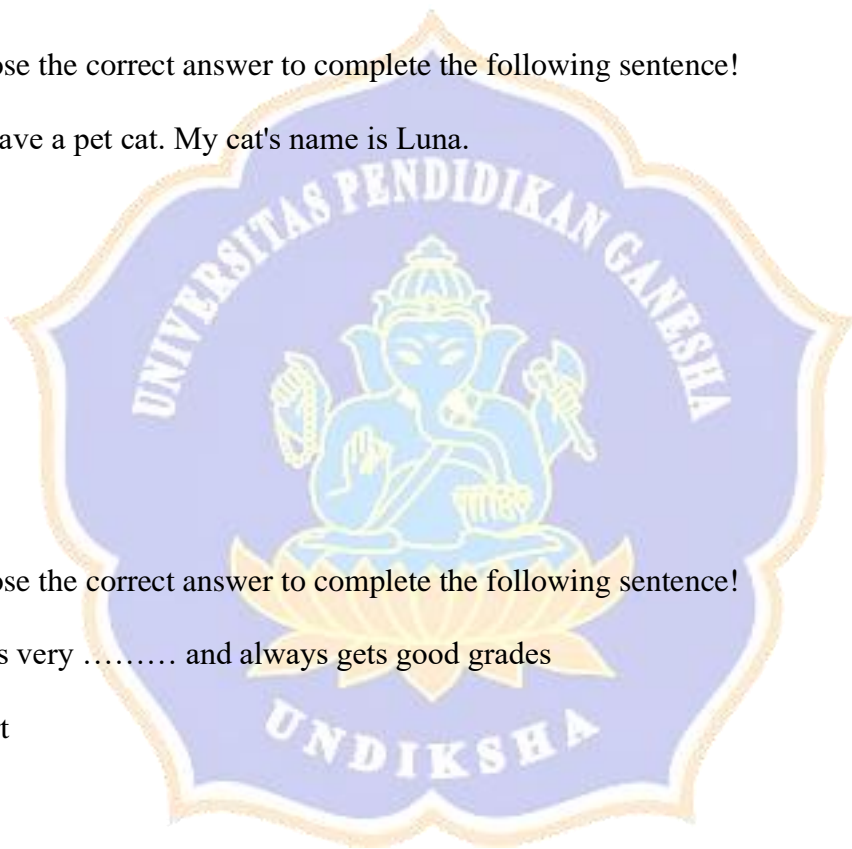 ose the correct answer to complete the following sentence!
ave a pet cat. My cat's name is Luna.
UNIVERSITAS PENDIDIKAN GANESHA
ose the correct answer to complete the following sentence!
s very ……… and always gets good grades
t
UNDIKSHA